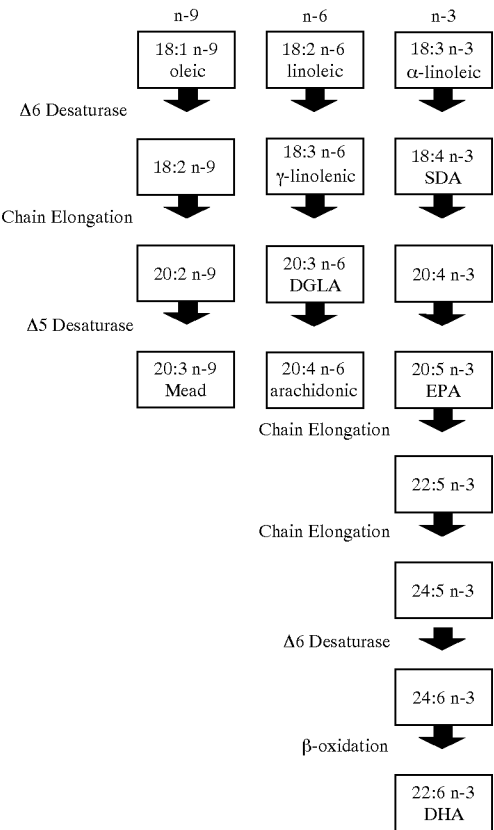 n-9 n-6 n-3
18:1 n-9 18:2 n-6 18:3 n-3
oleic linoleic α-linoleic
Δ6 Desaturase
18:2 n-9
18:3 n-6 18:4 n-3
γ-linolenic SDA
Chain Elongation
20:2 n-9
20:3 n-6
DGLA
20:4 n-3
Δ5 Desaturase
20:3 n-9 20:4 n-6 20:5 n-3
Mead arachidonic EPA
Chain Elongation
22:5 n-3
Chain Elongation
24:5 n-3
Δ6 Desaturase
24:6 n-3
β-oxidation
22:6 n-3
DHA